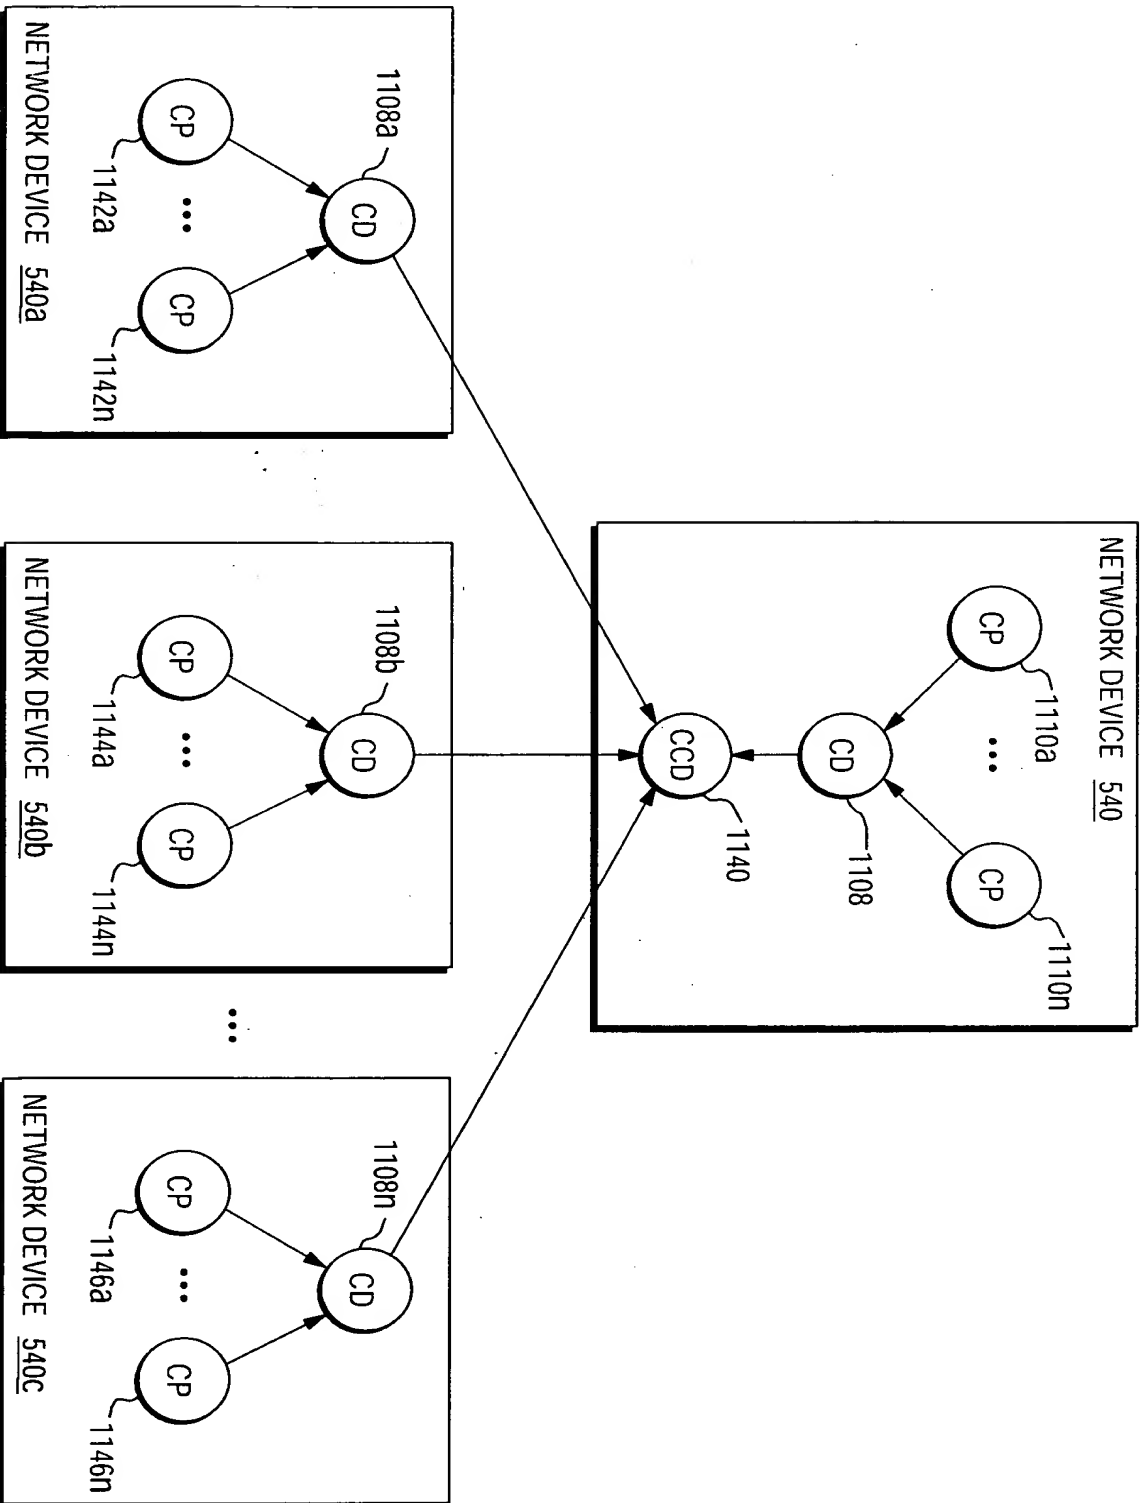 NETWORK DEVICE 540
1110a
1110n
CP
...
CP
CD
1108
CCD
1140
1108a
CD
CP
...
CP
1142a
1142n
NETWORK DEVICE 540a
1108b
CD
CP
...
CP
1144a
1144n
NETWORK DEVICE 540b
...
1108n
CD
CP
...
CP
1146a
1146n
NETWORK DEVICE 540c